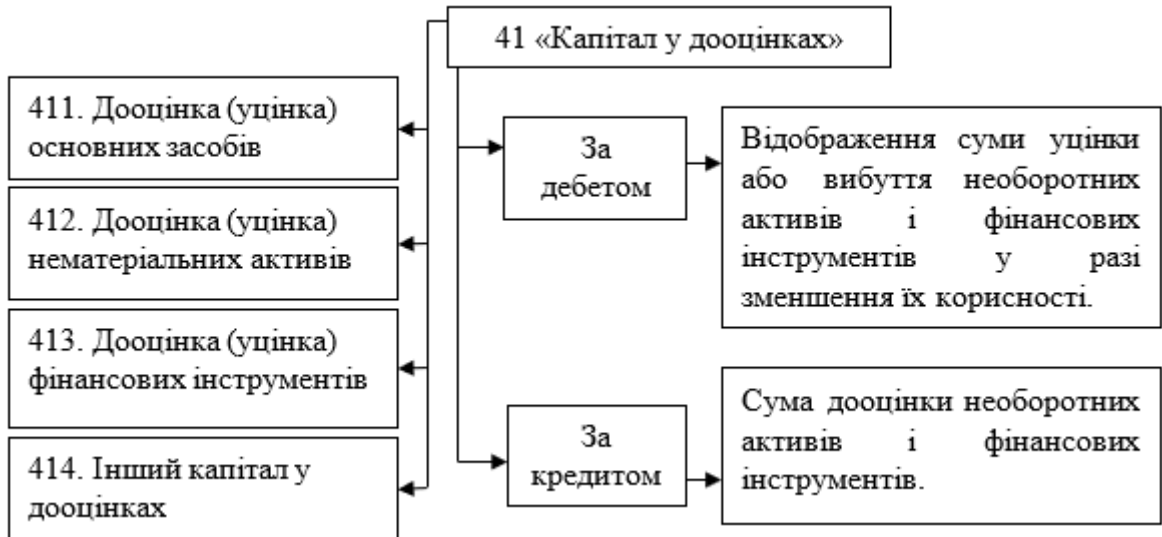 41 «Капітал у дооцінках»
411. Дооцінка (уцінка)
основних засобів
412. Дооцінка (уцінка)
нематеріальних активів
413. Дооцінка (уцінка)
фінансових інструментів
414. Інший капітал у
дооцінках
За
дебетом
Відображення суми уцінки
або вибуття необоротних
активів і фінансових
інструментів у разі
зменшення їх корисності.
За
кредитом
Сума дооцінки необоротних
активів і фінансових
інструментів.